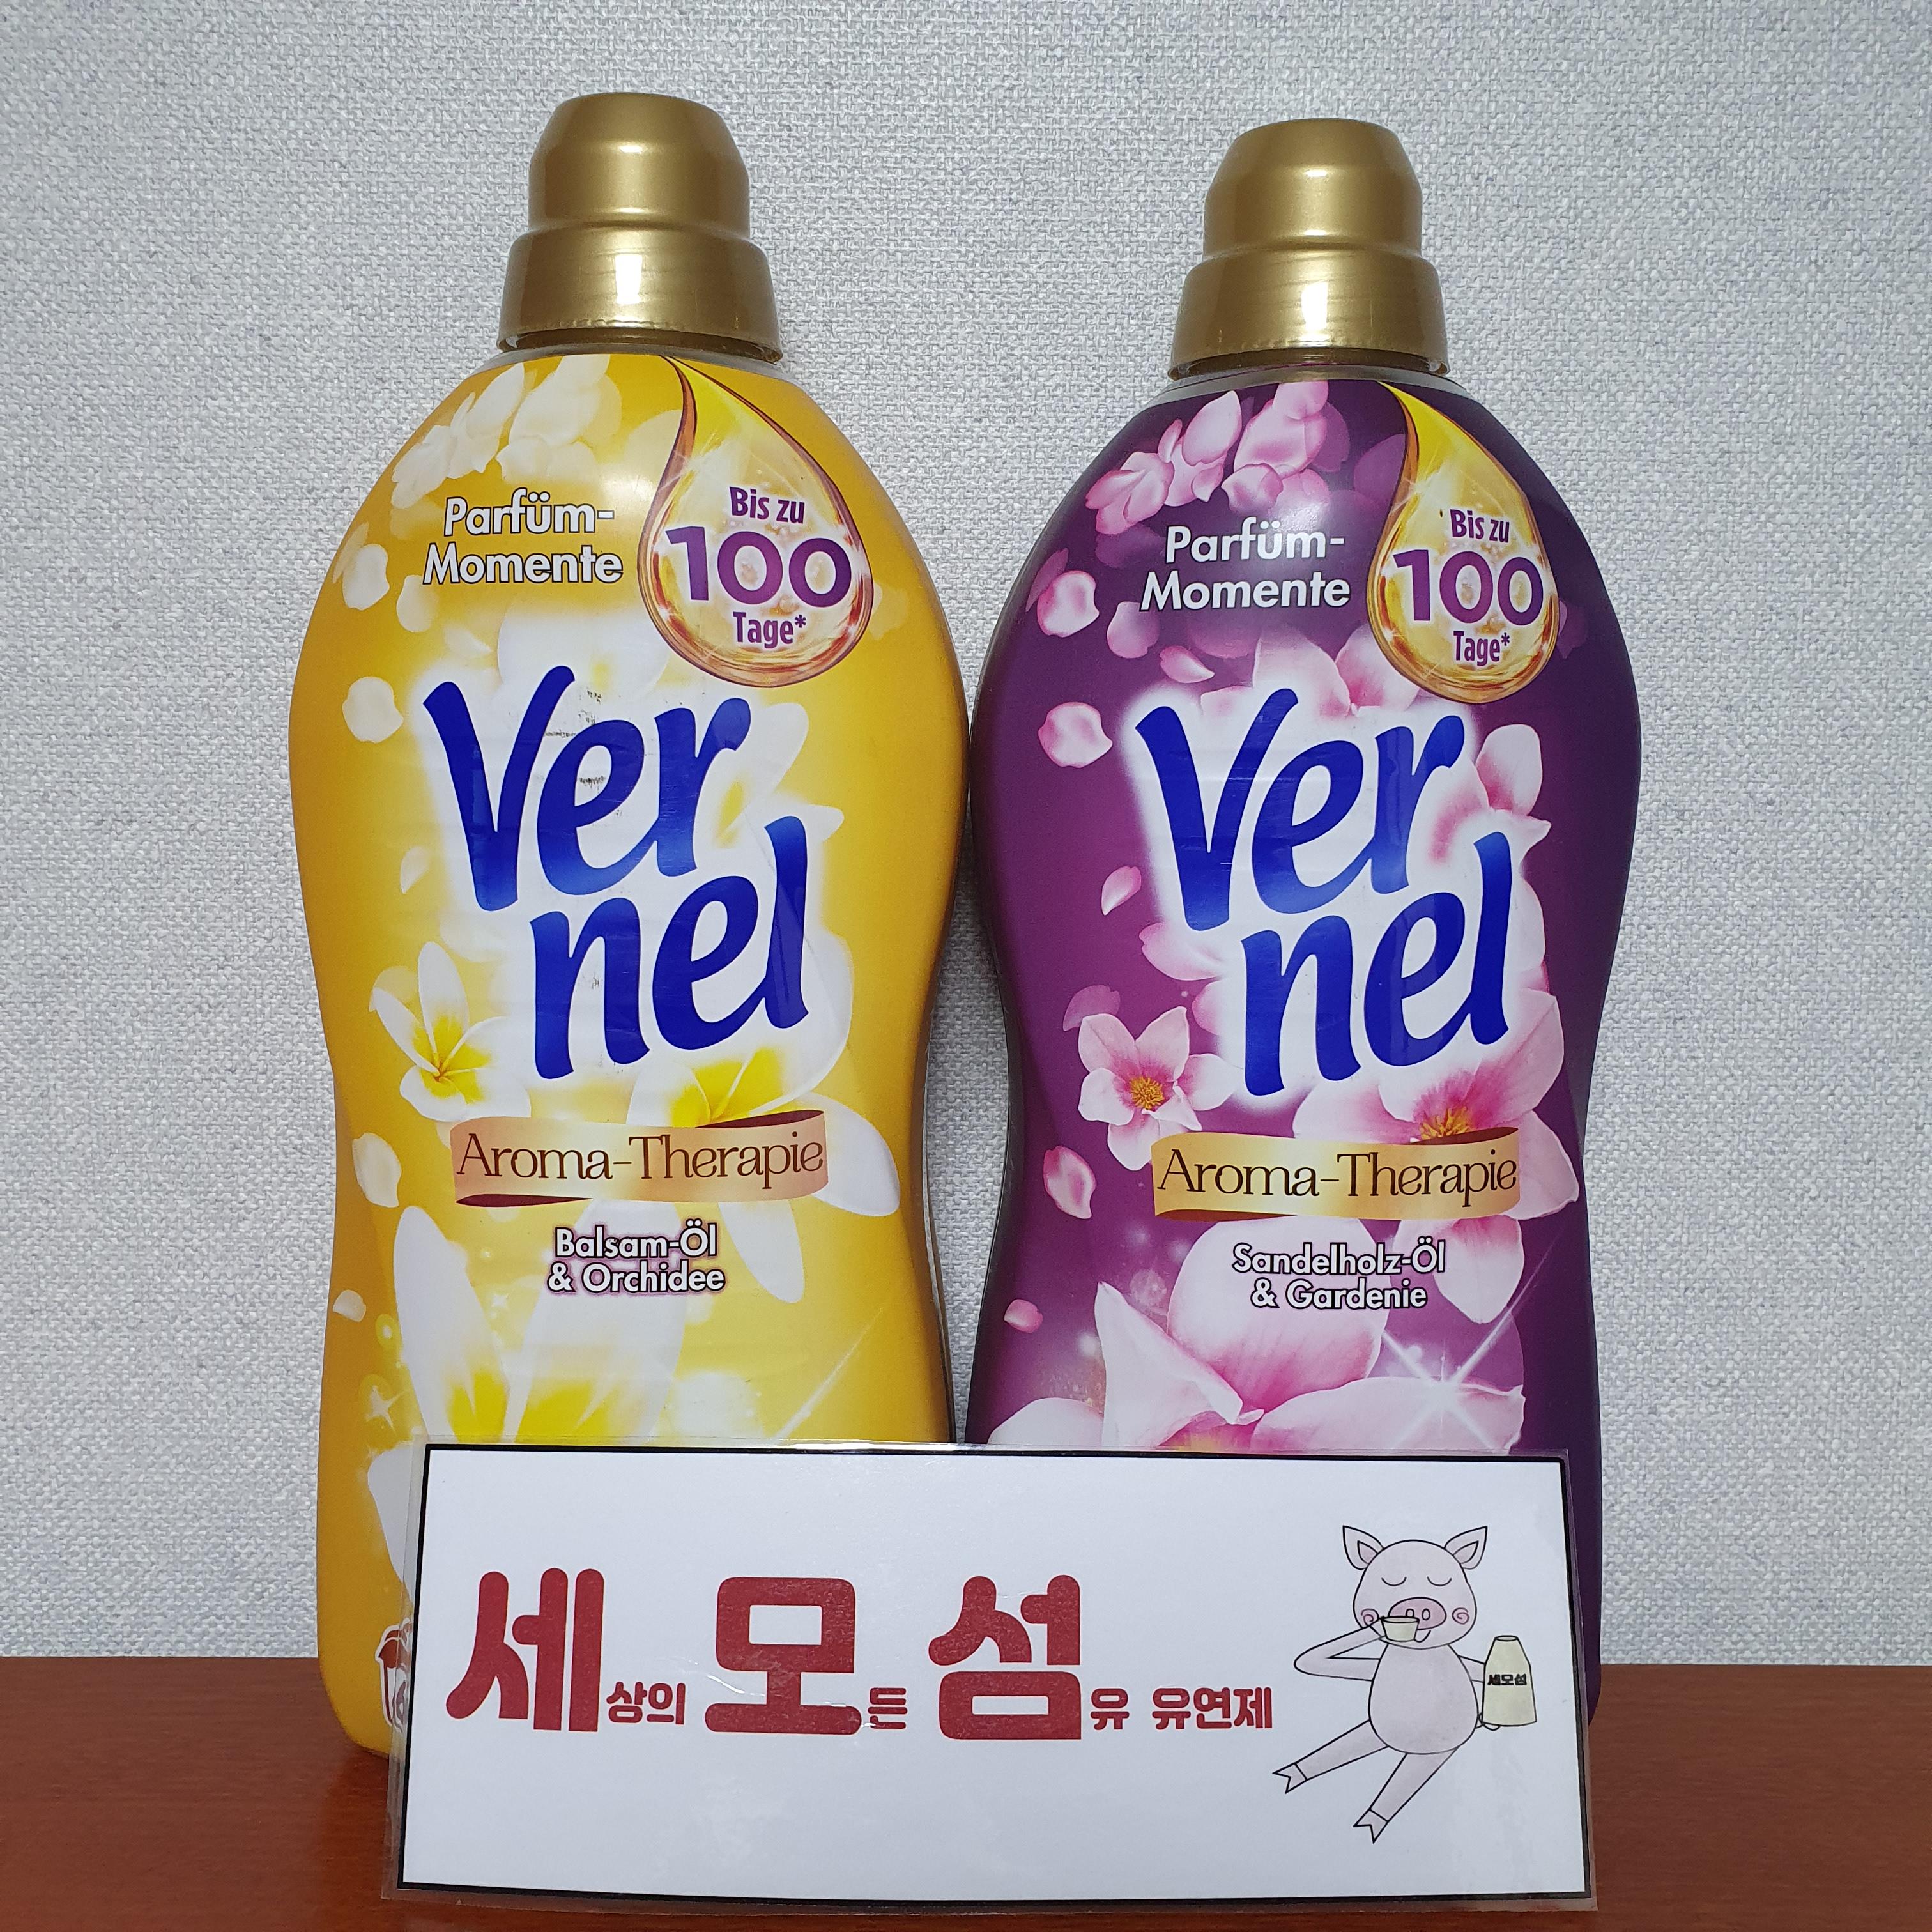 Parfüm-
Momente
Bis zu
100
Tage*
Ver
nel
Aroma-Therapie
Balsam-Öl
& Orchidee
Parfüm-
Momente
Bis zu
100
Tage*
Ver
nel
Aroma-Therapie
Sandelholz-Öl
& Gardenie
세상의 모든 섬유 유연제
세모섬